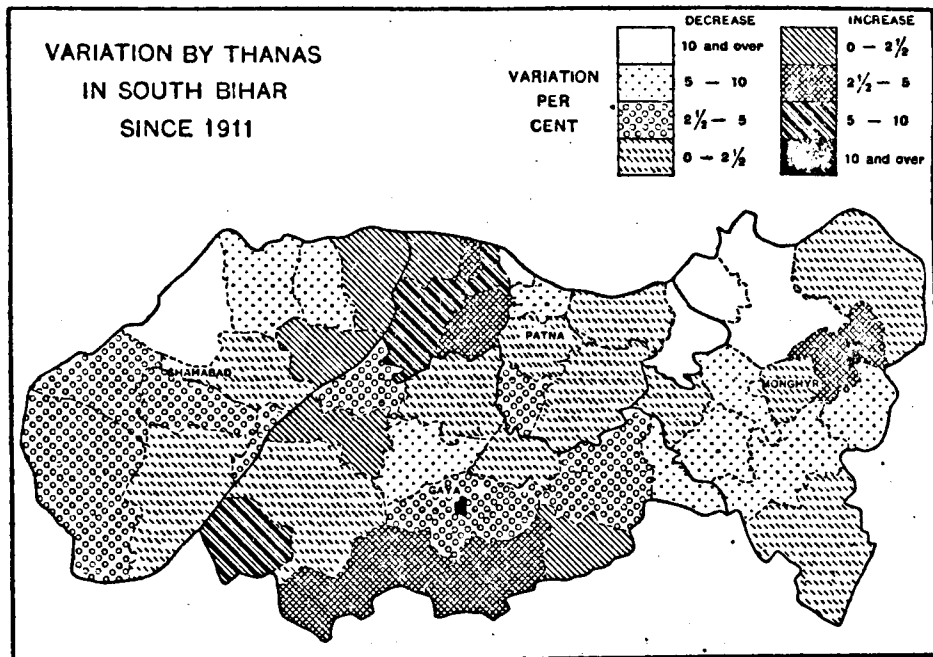 VARIATION BY THANAS
IN SOUTH BIHAR
SINCE 1911
VARIATION
PER
CENT
DECREASE
10 and over
5 – 10
2½ – 5
0 – 2½
INCREASE
0 – 2½
2½ – 5
5 – 10
10 and over
PATNA
SHAHABAD
MONGHYR
GAYA